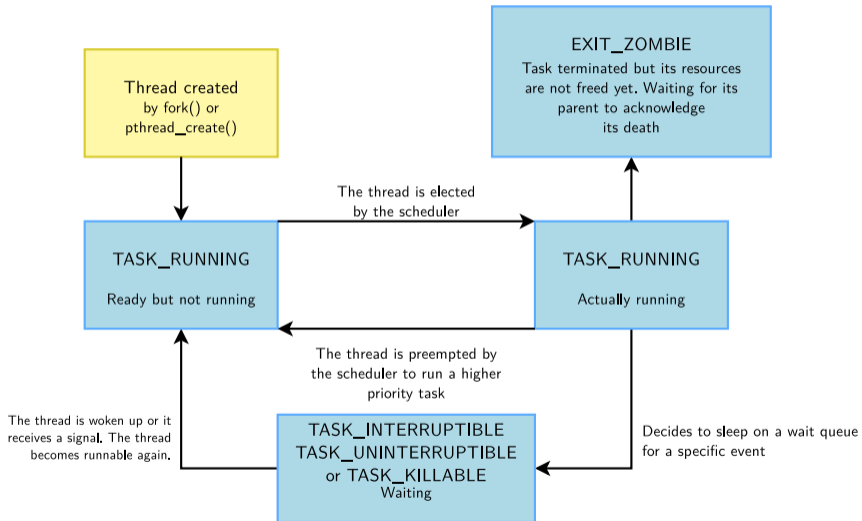 EXIT_ZOMBIE
Task terminated but its resources
are not freed yet. Waiting for its
parent to acknowledge
its death
Thread created
by fork() or
pthread_create()
The thread is elected
by the scheduler
TASK_RUNNING
Ready but not running
TASK_RUNNING
Actually running
The thread is preempted by
the scheduler to run a higher
priority task
The thread is woken up or it
receives a signal. The thread
becomes runnable again.
TASK_INTERRUPTIBLE
TASK_UNINTERRUPTIBLE
or TASK_KILLABLE
Waiting
Decides to sleep on a wait queue
for a specific event